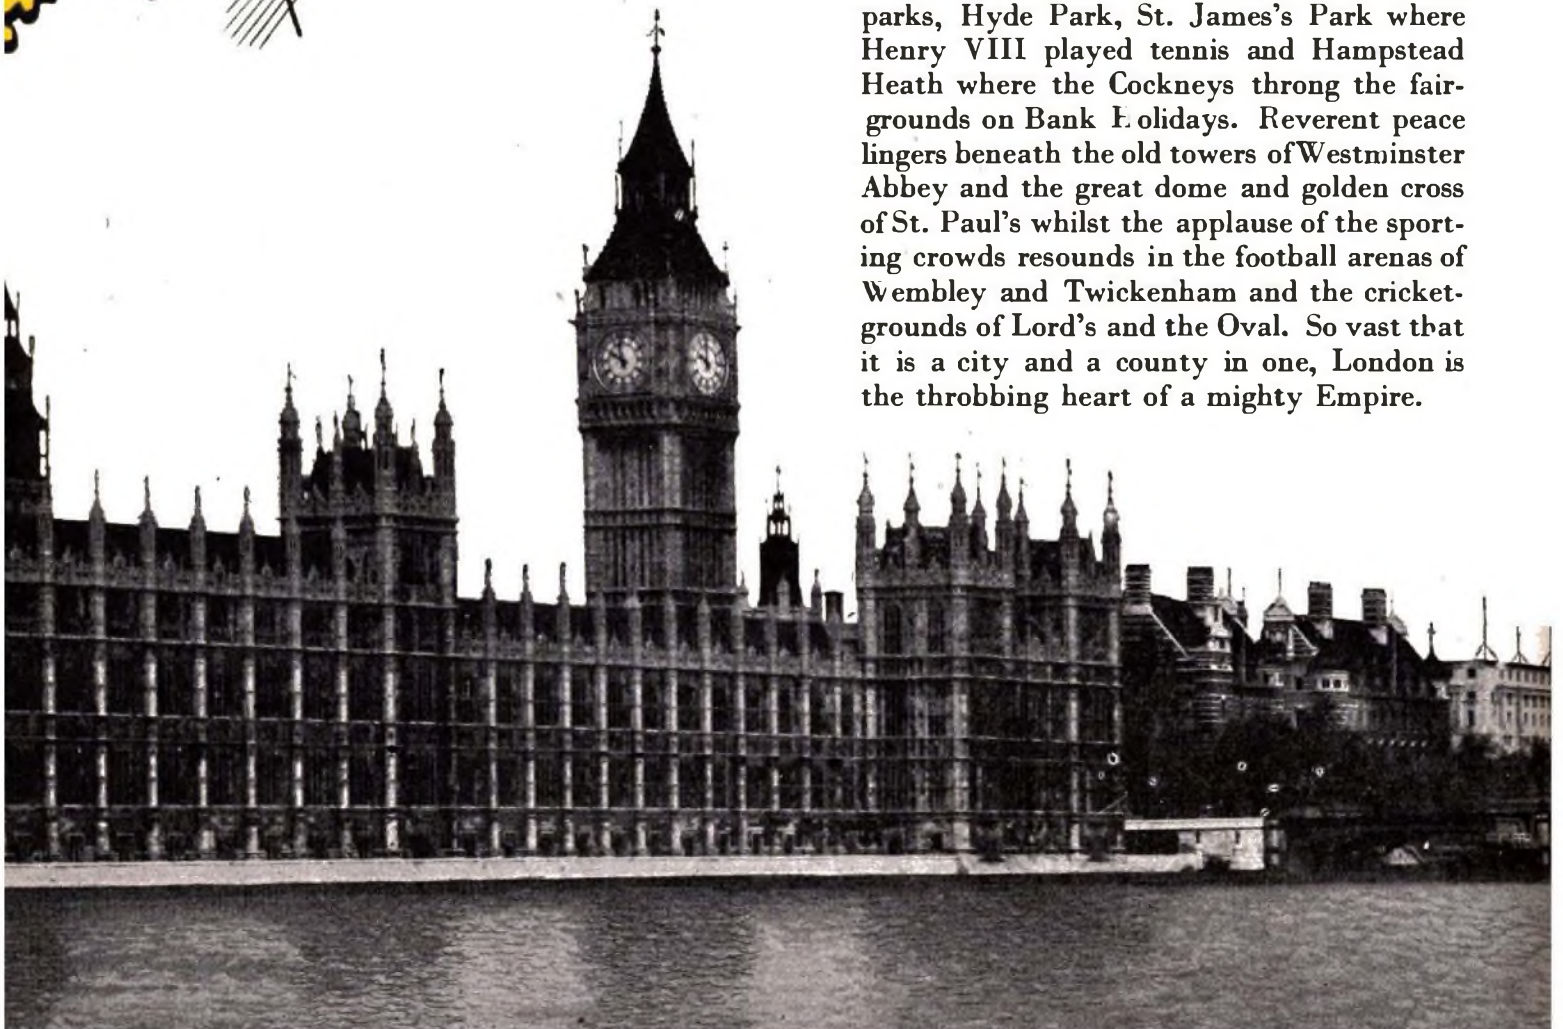 parks, Hyde Park, St. James's Park where
Henry VIII played tennis and Hampstead
Heath where the Cockneys throng the fair-
grounds on Bank Holidays. Reverent peace
lingers beneath the old towers of Westminster
Abbey and the great dome and golden cross
of St. Paul's whilst the applause of the sport-
ing crowds resounds in the football arenas of
Wembley and Twickenham and the cricket-
grounds of Lord's and the Oval. So vast that
it is a city and a county in one, London is
the throbbing heart of a mighty Empire.